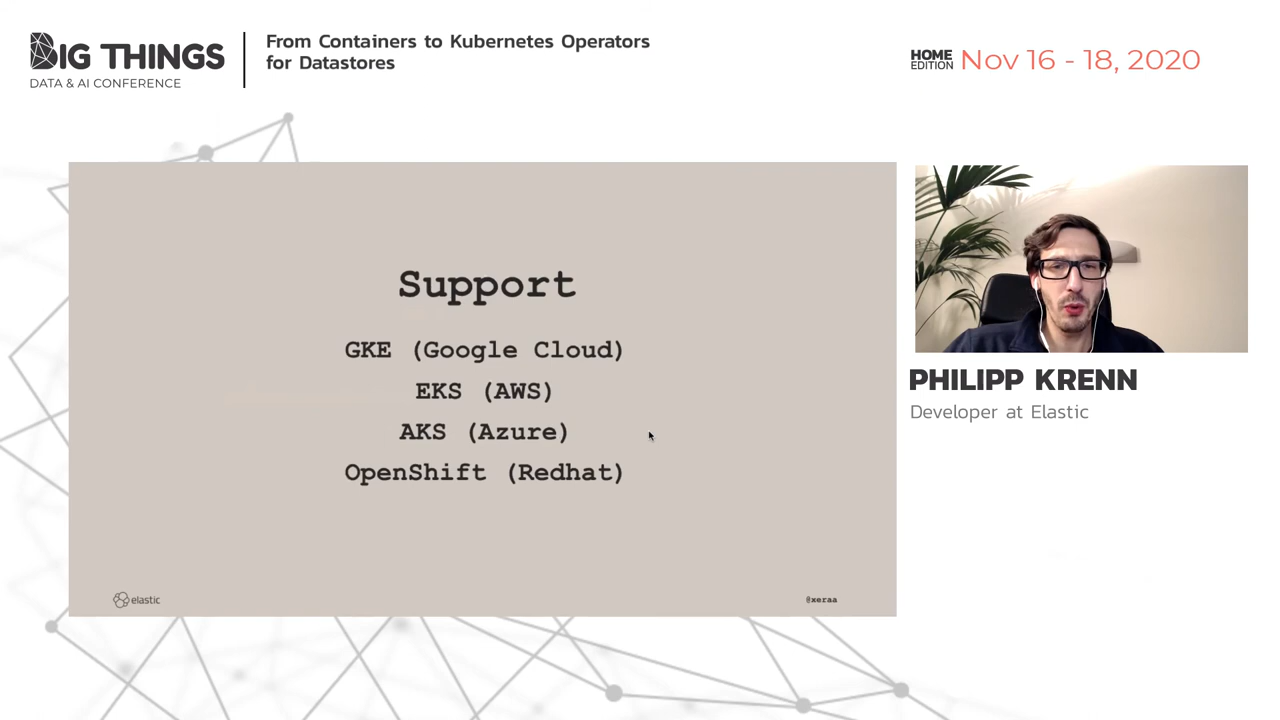 BIG THINGS
DATA & AI CONFERENCE
From Containers to Kubernetes Operators
for Datastores
HOME
EDITION
Nov 16 - 18, 2020
Support
GKE (Google Cloud)
EKS (AWS)
AKS (Azure)
OpenShift (Redhat)
elastic
@xeraa
PHILIPP KRENN
Developer at Elastic